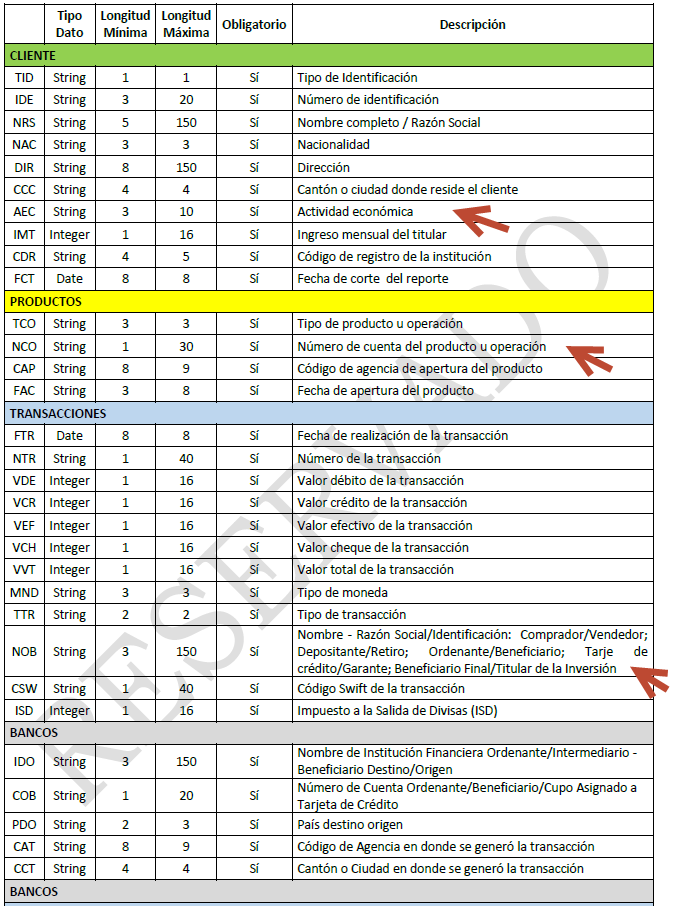 Tipo Dato Longitud Mínima Longitud Máxima Obligatorio Descripción
CLIENTE
TID String 1 1 Sí Tipo de Identificación
IDE String 3 20 Sí Número de identificación
NRS String 5 150 Sí Nombre completo / Razón Social
NAC String 3 3 Sí Nacionalidad
DIR String 8 150 Sí Dirección
CCC String 4 4 Sí Cantón o ciudad donde reside el cliente
AEC String 3 10 Sí Actividad económica
IMT Integer 1 16 Sí Ingreso mensual del titular
CDR String 4 5 Sí Código de registro de la institución
FCT Date 8 8 Sí Fecha de corte del reporte
PRODUCTOS
TCO String 3 3 Sí Tipo de producto u operación
NCO String 1 30 Sí Número de cuenta del producto u operación
CAP String 8 9 Sí Código de agencia de apertura del producto
FAC String 3 8 Sí Fecha de apertura del producto
TRANSACCIONES
FTR Date 8 8 Sí Fecha de realización de la transacción
NTR String 1 40 Sí Número de la transacción
VDE Integer 1 16 Sí Valor débito de la transacción
VCR Integer 1 16 Sí Valor crédito de la transacción
VEF Integer 1 16 Sí Valor efectivo de la transacción
VCH Integer 1 16 Sí Valor cheque de la transacción
VVT Integer 1 16 Sí Valor total de la transacción
MND String 3 3 Sí Tipo de moneda
TTR String 2 2 Sí Tipo de transacción
NOB String 3 150 Sí Nombre - Razón Social/Identificación: Comprador/Vendedor;
Depositante/Retiro; Ordenante/Beneficiario; Tarje de
crédito/Garante; Beneficiario Final/Titular de la Inversión
CSW String 1 40 Sí Código Swift de la transacción
ISD Integer 1 16 Sí Impuesto a la Salida de Divisas (ISD)
BANCOS
IDO String 3 150 Sí Nombre de Institución Financiera Ordenante/Intermediario -
Beneficiario Destino/Origen
COB String 1 20 Sí Número de Cuenta Ordenante/Beneficiario/Cupo Asignado a
Tarjeta de Crédito
PDO String 2 3 Sí País destino origen
CAT String 8 9 Sí Código de Agencia en donde se generó la transacción
CCT String 4 4 Sí Cantón o Ciudad en donde se generó la transacción
BANCOS
RESERVADO